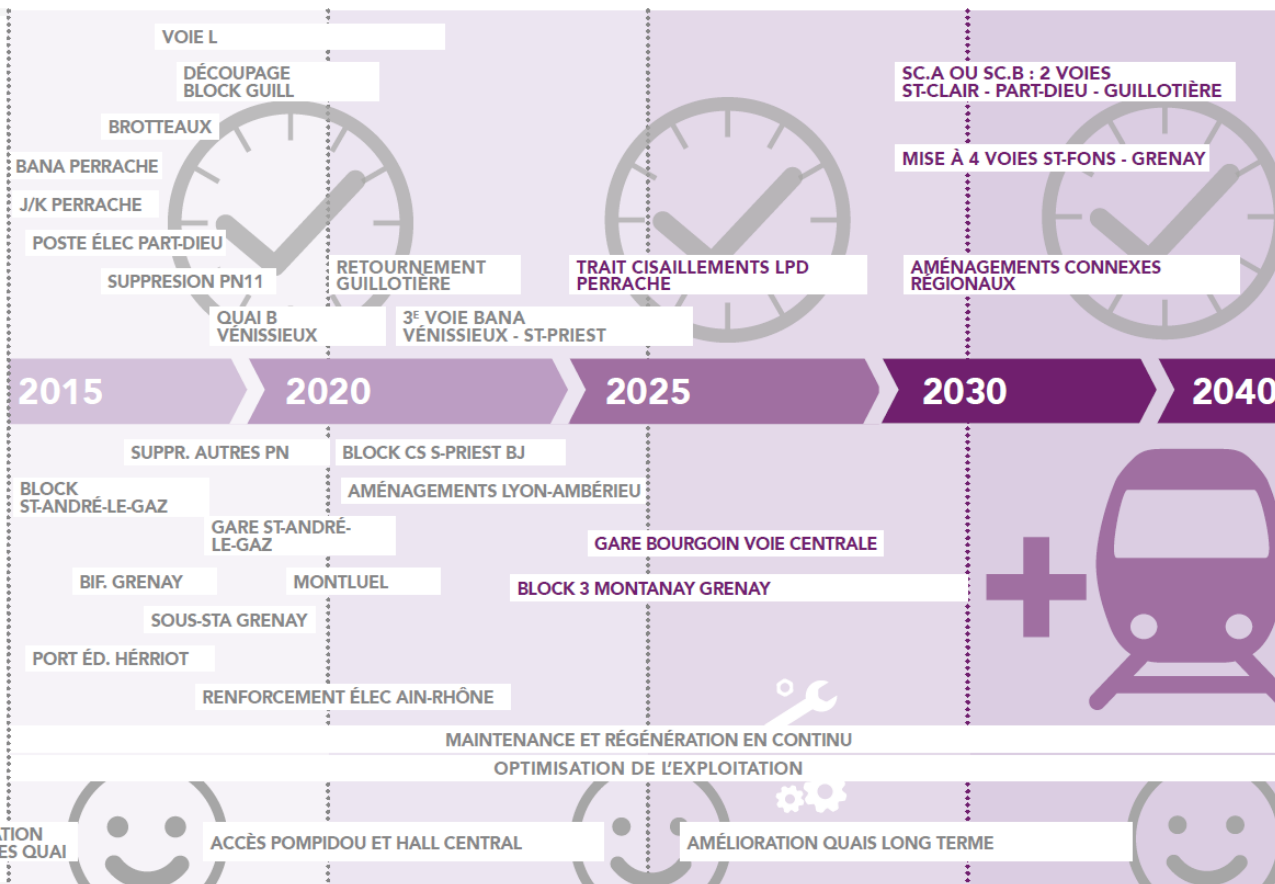 VOIE L
DÉCOUPAGE
BLOCK GUILL
SC.A OU SC.B : 2 VOIES
ST-CLAIR - PART-DIEU - GUILLOTIÈRE
BROTTEAUX
BANA PERRACHE
MISE À 4 VOIES ST-FONS - GRENAY
J/K PERRACHE
POSTE ÉLEC PART-DIEU
SUPPRESION PN11
RETOURNEMENT
GUILLOTIÈRE
TRAIT CISAILLEMENTS LPD
PERRACHE
AMÉNAGEMENTS CONNEXES
RÉGIONAUX
QUAI B
VÉNISSIEUX
3E VOIE BANA
VÉNISSIEUX - ST-PRIEST
2015
2020
2025
2030
2040
SUPPR. AUTRES PN
BLOCK CS S-PRIEST BJ
BLOCK
ST-ANDRÉ-LE-GAZ
AMÉNAGEMENTS LYON-AMBÉRIEU
GARE ST-ANDRÉ-
LE-GAZ
GARE BOURGOIN VOIE CENTRALE
BIF. GRENAY
MONTLUEL
BLOCK 3 MONTANAY GRENAY
SOUS-STA GRENAY
PORT ÉD. HÉRRIOT
RENFORCEMENT ÉLEC AIN-RHÔNE
MAINTENANCE ET RÉGÉNÉRATION EN CONTINU
OPTIMISATION DE L'EXPLOITATION
ATION
ES QUAI
ACCÈS POMPIDOU ET HALL CENTRAL
AMÉLIORATION QUAIS LONG TERME